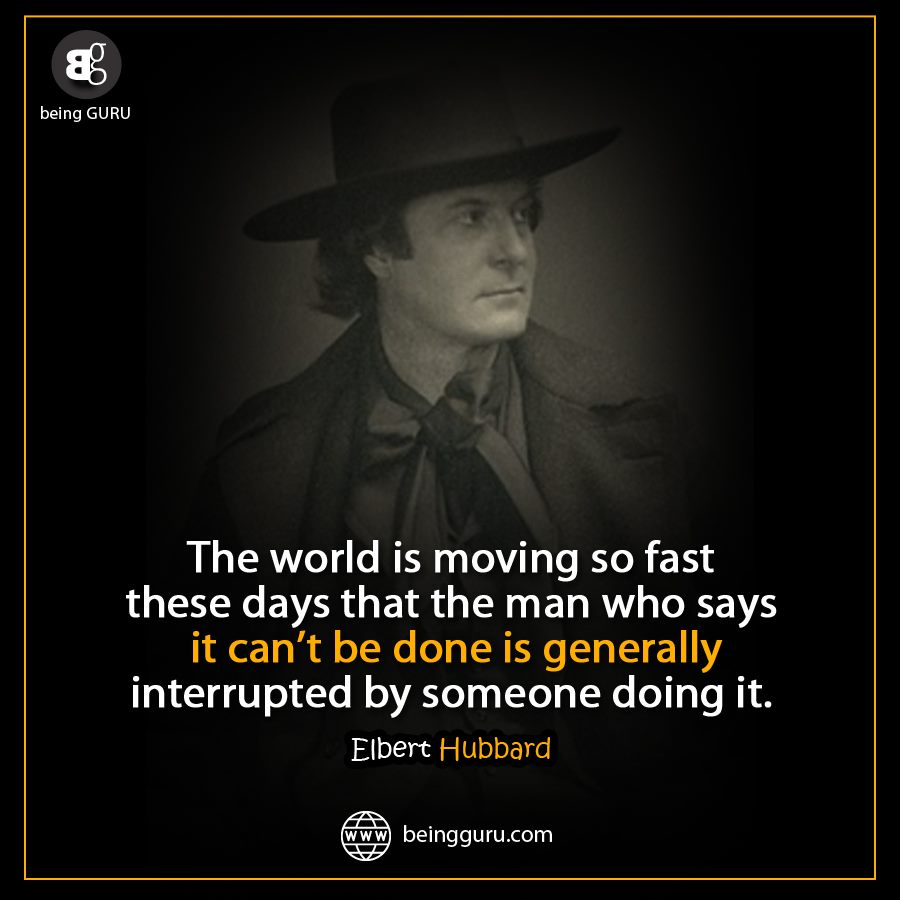 Bg
being GURU
The world is moving so fast
these days that the man who says
it can’t be done is generally
interrupted by someone doing it.
Elbert Hubbard
www beingguru.com